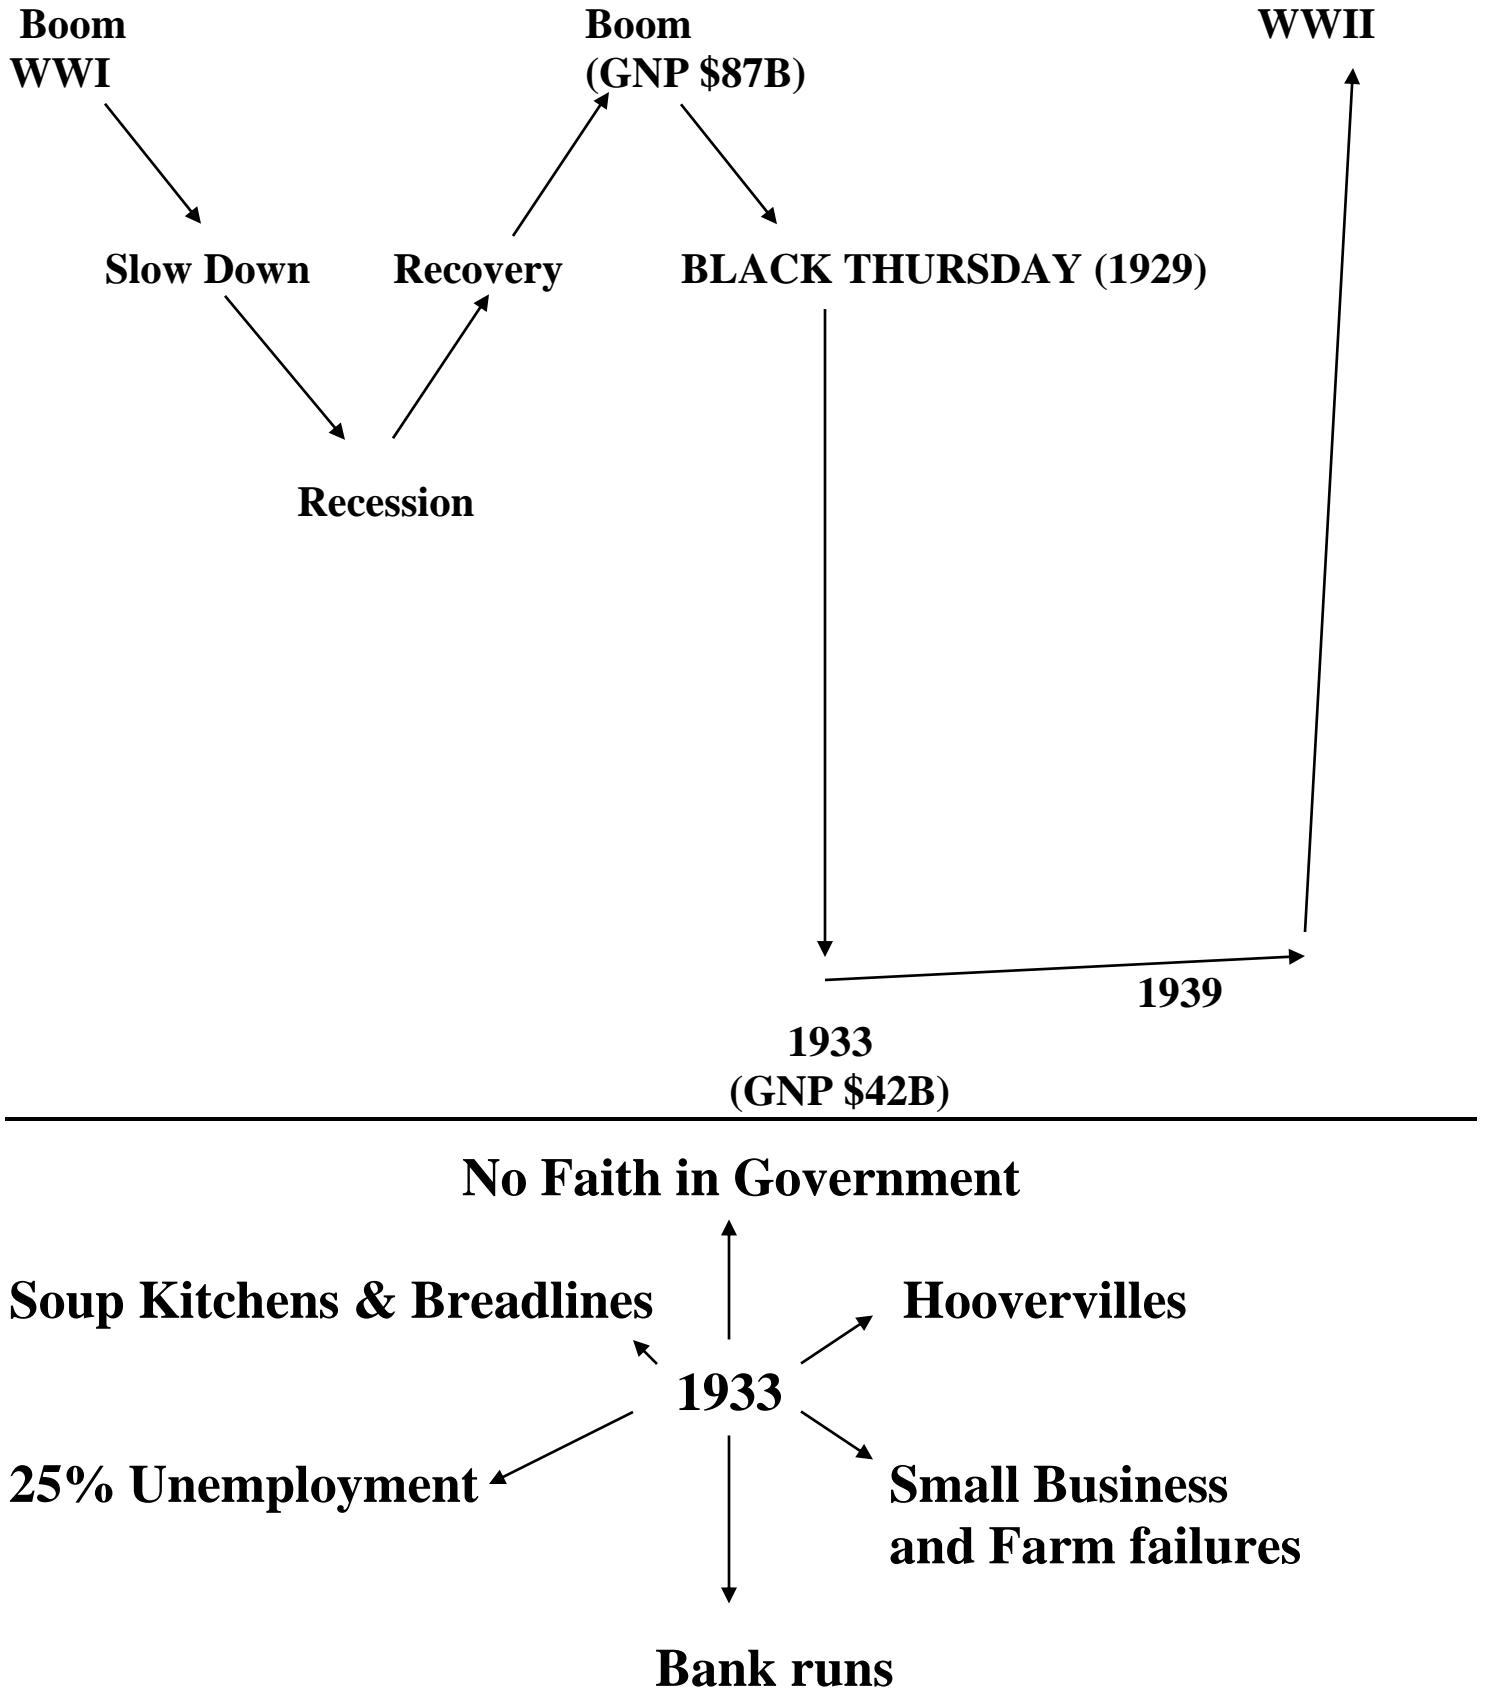 Boom
WWI
Boom
(GNP $87B)
WWII
Slow Down
Recovery
BLACK THURSDAY (1929)
Recession
1939
1933
(GNP $42B)
No Faith in Government
Soup Kitchens & Breadlines
Hoovervilles
1933
25% Unemployment
Small Business
and Farm failures
Bank runs